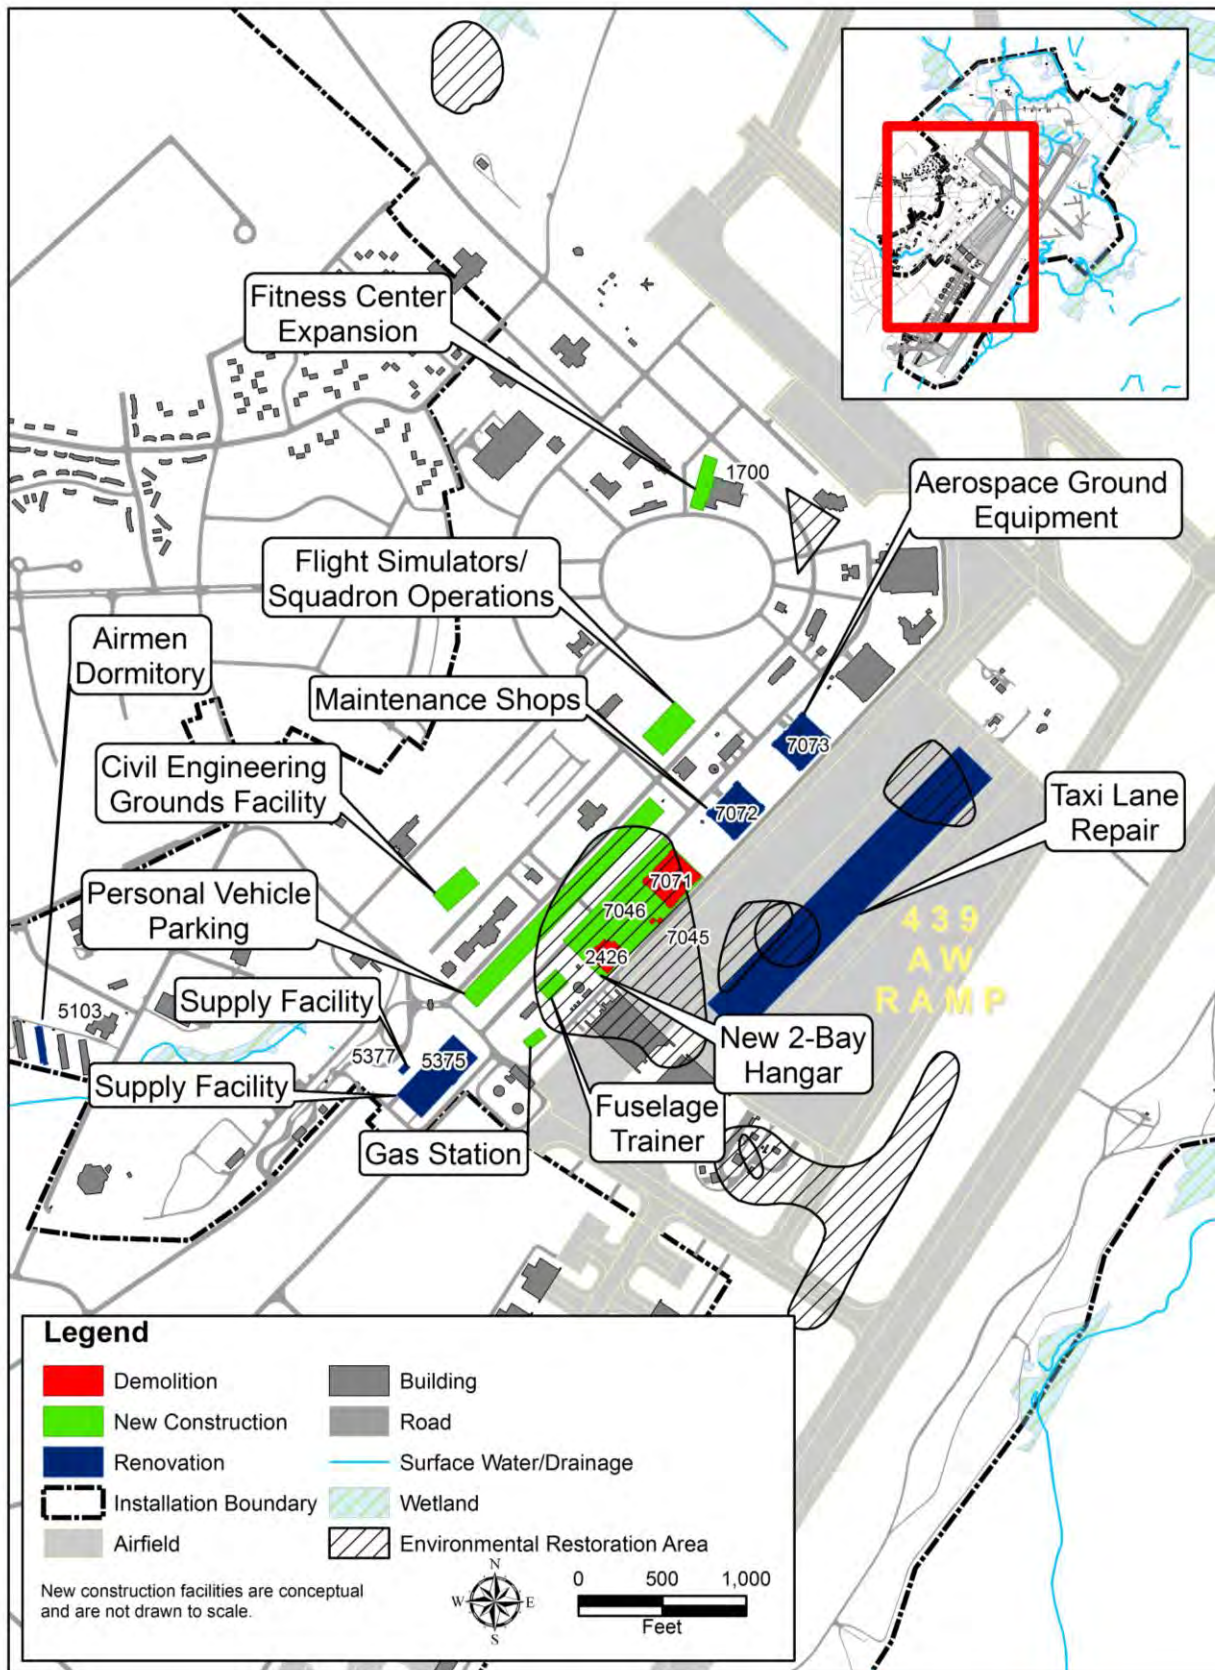 Fitness Center
Expansion
1700
Aerospace Ground
Equipment
Flight Simulators/
Squadron Operations
Airmen
Dormitory
Maintenance Shops
7073
Civil Engineering
Grounds Facility
7072
Taxi Lane
Repair
Personal Vehicle
Parking
7071
7046
7045
2426
439
AW
RAMP
Supply Facility
5103
5377
5375
New 2-Bay
Hangar
Supply Facility
Fuselage
Trainer
Gas Station
Legend
Demolition
New Construction
Renovation
Installation Boundary
Airfield
Building
Road
Surface Water/Drainage
Wetland
Environmental Restoration Area
New construction facilities are conceptual
and are not drawn to scale.
N
W E
S
0 500 1,000
Feet